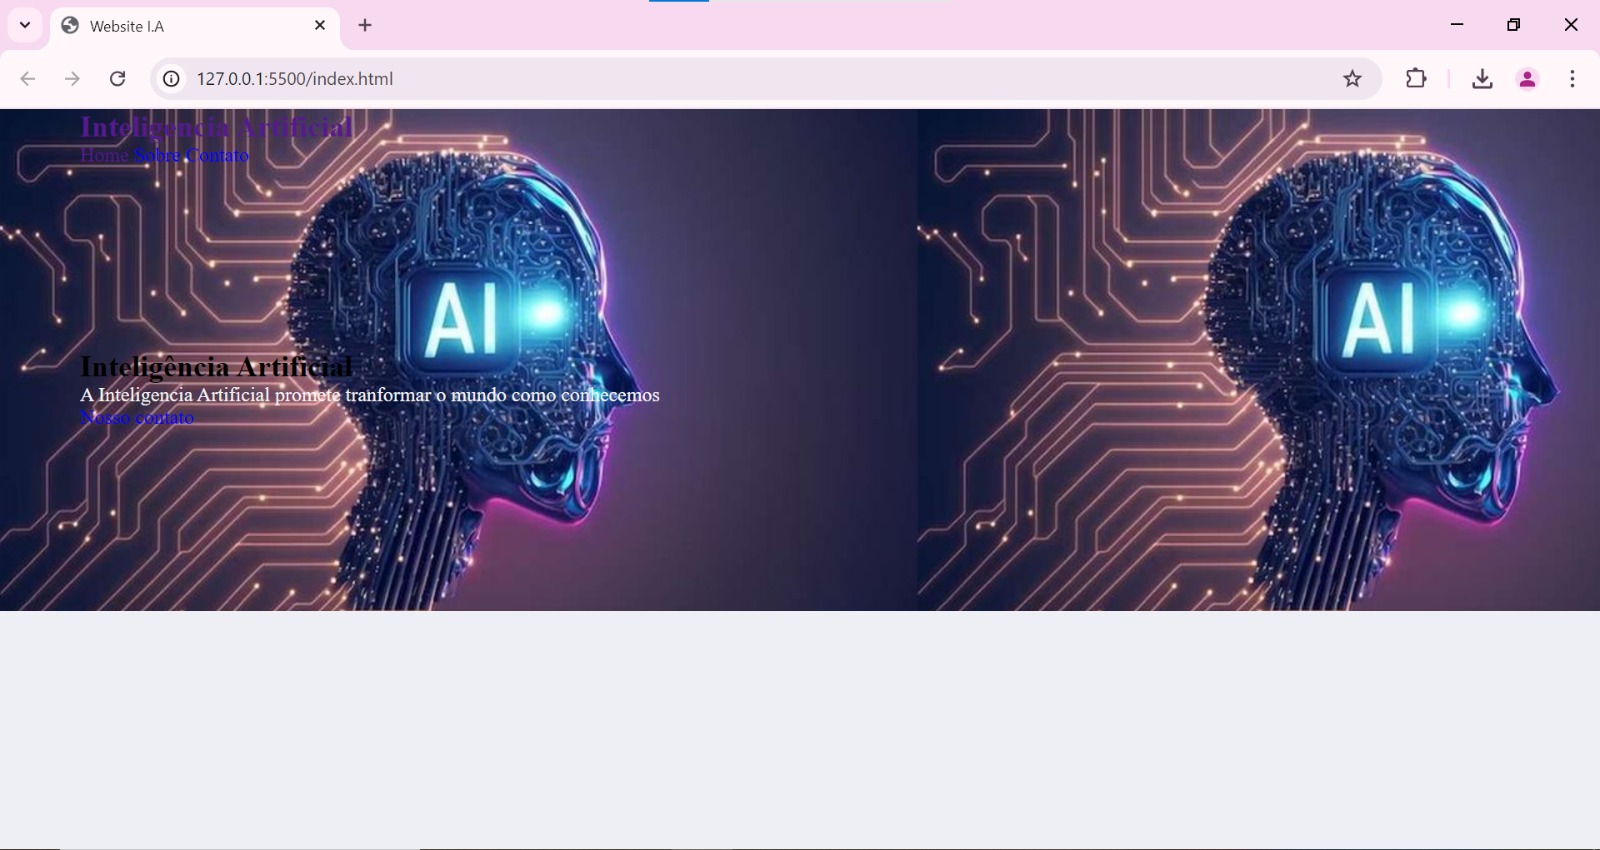 Website I.A
127.0.0.1:5500/index.html
Inteligencia Artificial
Home Sobre Contato
AI
AI
Inteligência Artificial
A Inteligencia Artificial promete tranformar o mundo como conhecemos
Nosso contato